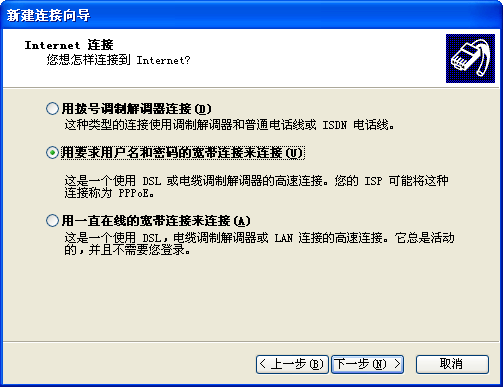 新建连接向导
Internet 连接
您想怎样连接到 Internet?
用拨号调制解调器连接(D)
这种类型的连接使用调制解调器和普通电话线或 ISDN 电话线。
用要求用户名和密码的宽带连接来连接(U)
这是一个使用 DSL 或电缆调制解调器的高速连接。您的 ISP 可能将这种
连接称为 PPPoE。
用一直在线的宽带连接来连接(A)
这是一个使用 DSL，电缆调制解调器或 LAN 连接的高速连接。它总是活动
的，并且不需要您登录。
< 上一步(B) 下一步(N) > 取消